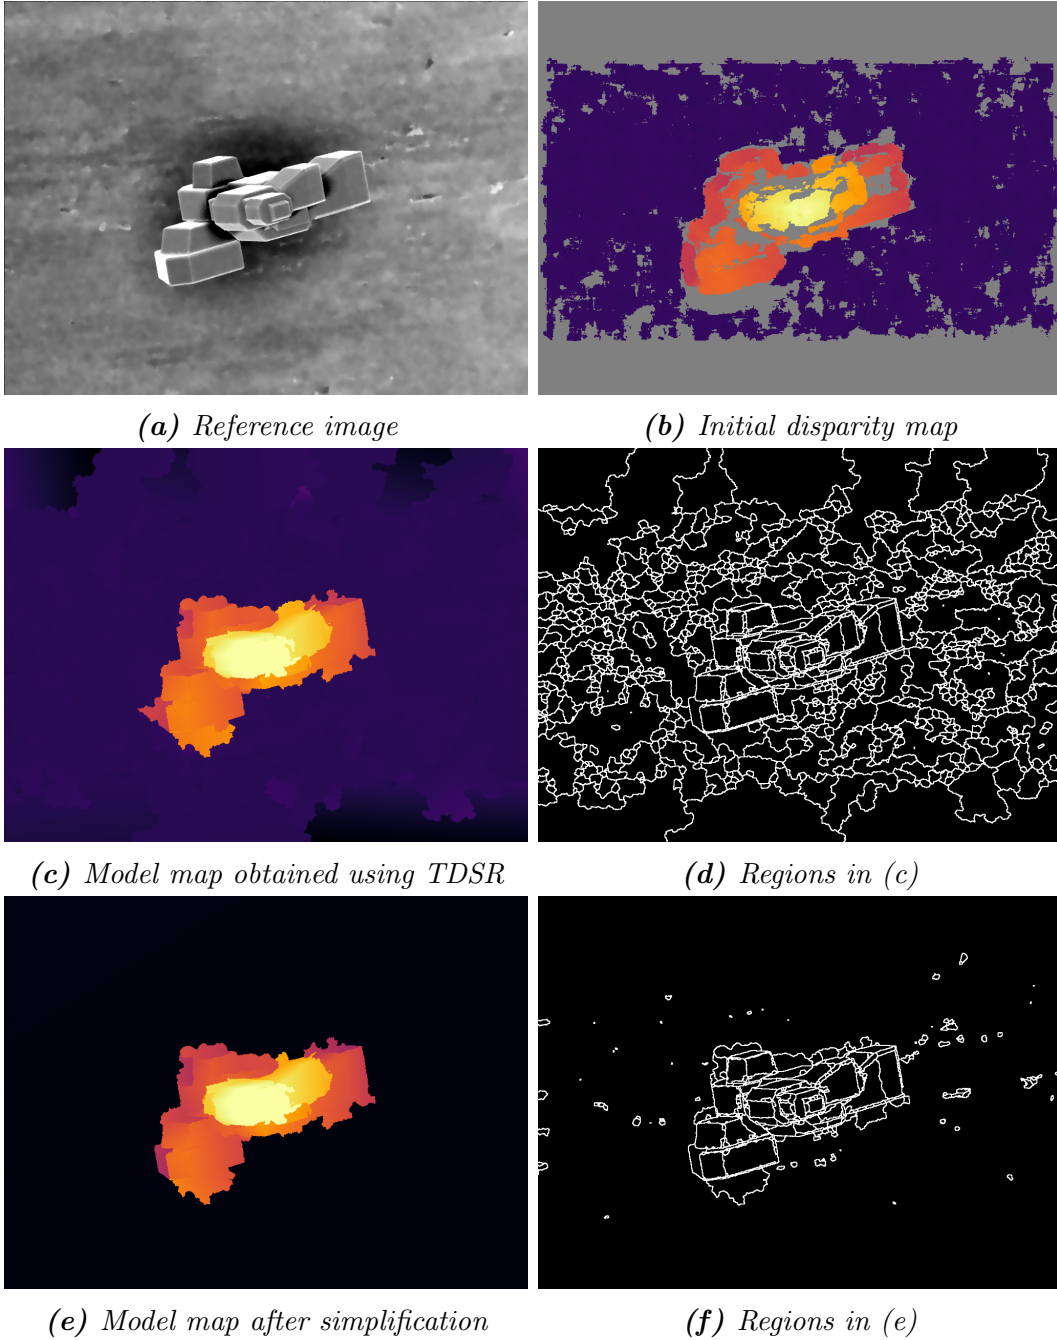 (a) Reference image
(b) Initial disparity map
(c) Model map obtained using TDSR
(d) Regions in (c)
(e) Model map after simplification
(f) Regions in (e)